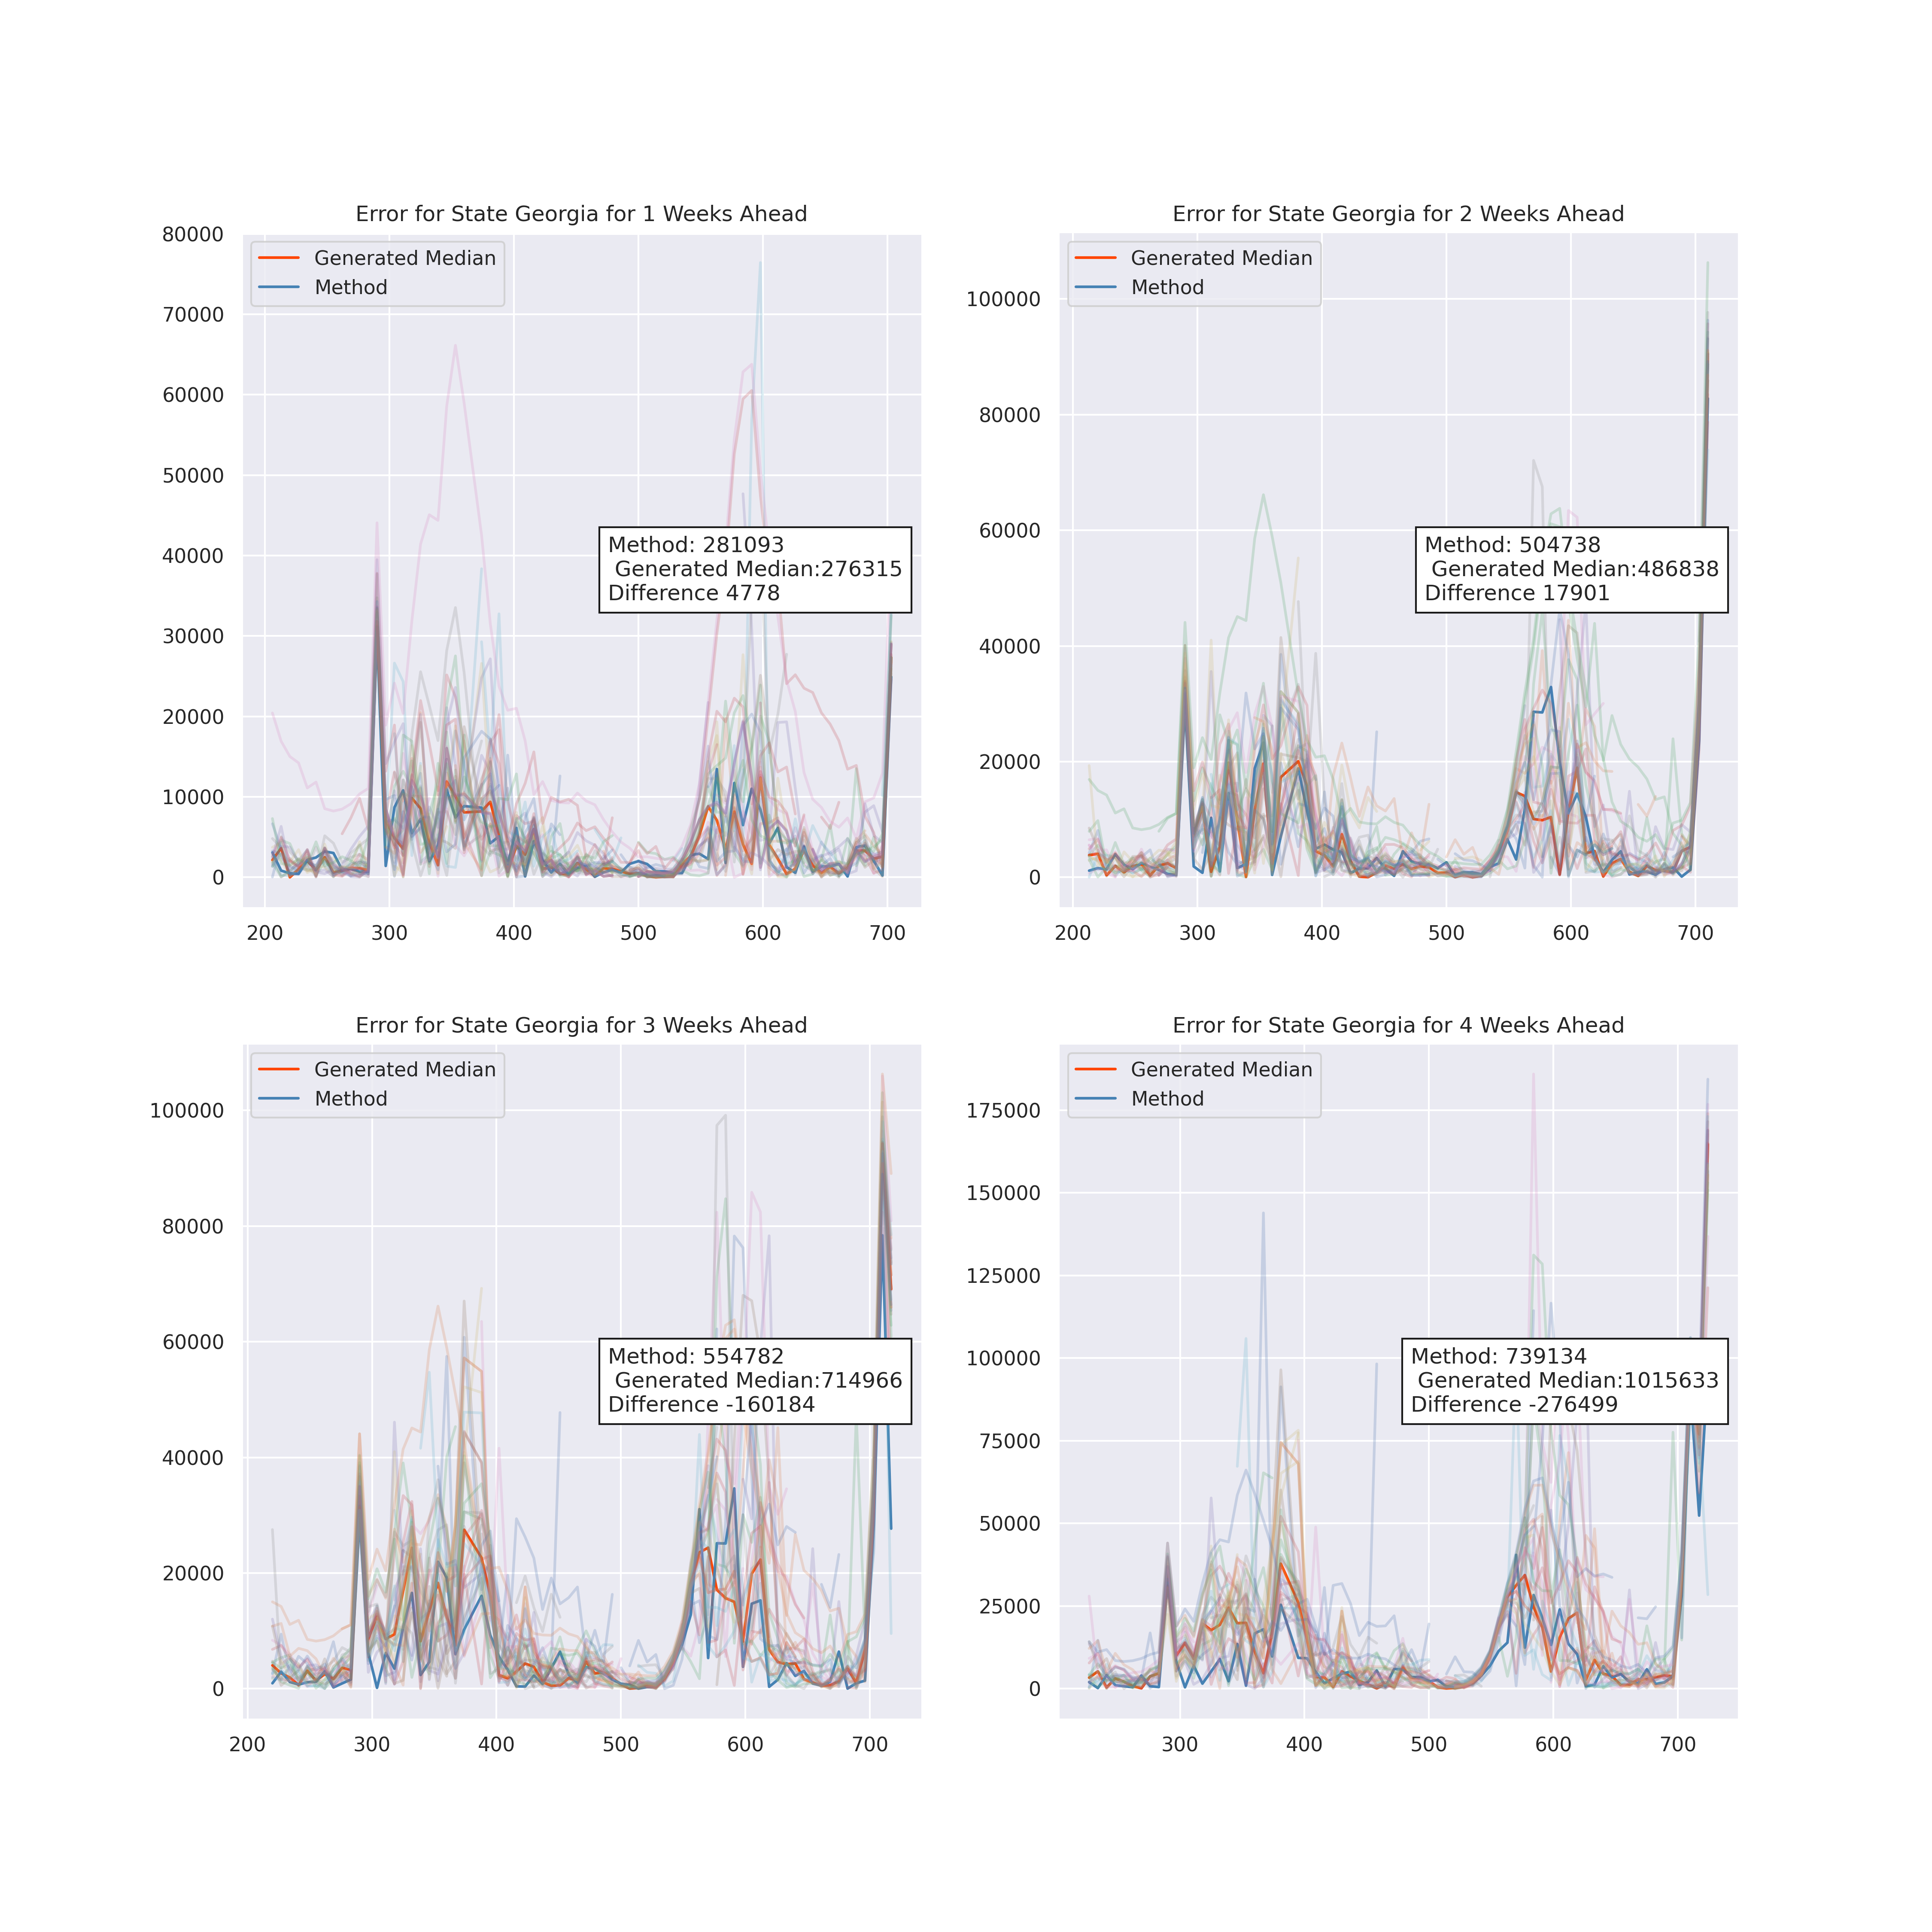 Error for State Georgia for 1 Weeks Ahead
80000
70000
60000
50000
40000
30000
20000
10000
0
200 300 400 500 600 700
Generated Median
Method
Method: 281093
Generated Median:276315
Difference 4778
Error for State Georgia for 2 Weeks Ahead
100000
80000
60000
40000
20000
0
200 300 400 500 600 700
Generated Median
Method
Method: 504738
Generated Median:486838
Difference 17901
Error for State Georgia for 3 Weeks Ahead
100000
80000
60000
40000
20000
0
200 300 400 500 600 700
Generated Median
Method
Method: 554782
Generated Median:714966
Difference -160184
Error for State Georgia for 4 Weeks Ahead
175000
150000
125000
100000
75000
50000
25000
0
300 400 500 600 700
Generated Median
Method
Method: 739134
Generated Median:1015633
Difference -276499